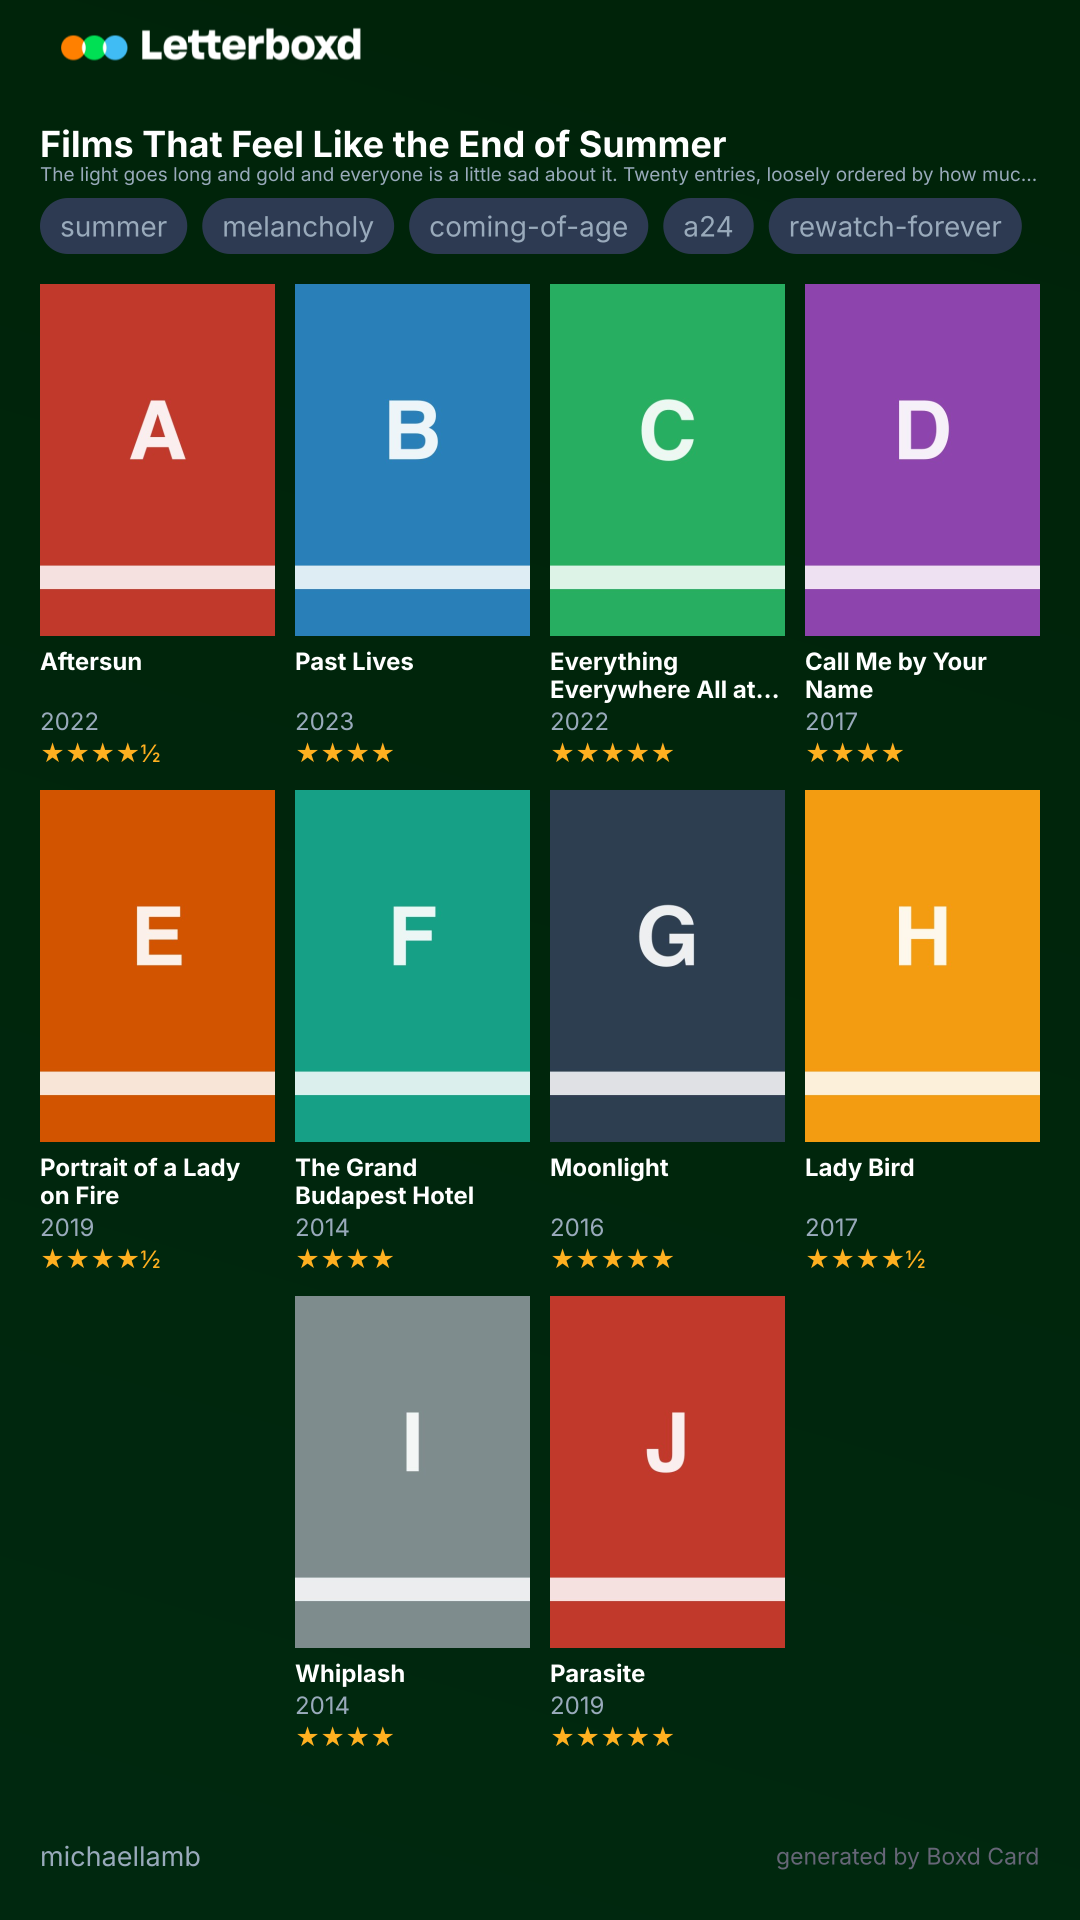 Letterboxd
Films That Feel Like the End of Summer
The light goes long and gold and everyone is a little sad about it. Twenty entries, loosely ordered by how muc...
summer melancholy coming-of-age a24 rewatch-forever
A B C D
Aftersun
2022
★★★★½
Past Lives
2023
★★★★
Everything
Everywhere All at...
2022
★★★★★
Call Me by Your
Name
2017
★★★★
E F G H
Portrait of a Lady
on Fire
2019
★★★★½
The Grand
Budapest Hotel
2014
★★★★
Moonlight
2016
★★★★★
Lady Bird
2017
★★★★½
I J
Whiplash
2014
★★★★
Parasite
2019
★★★★★
michaellamb
generated by Boxd Card